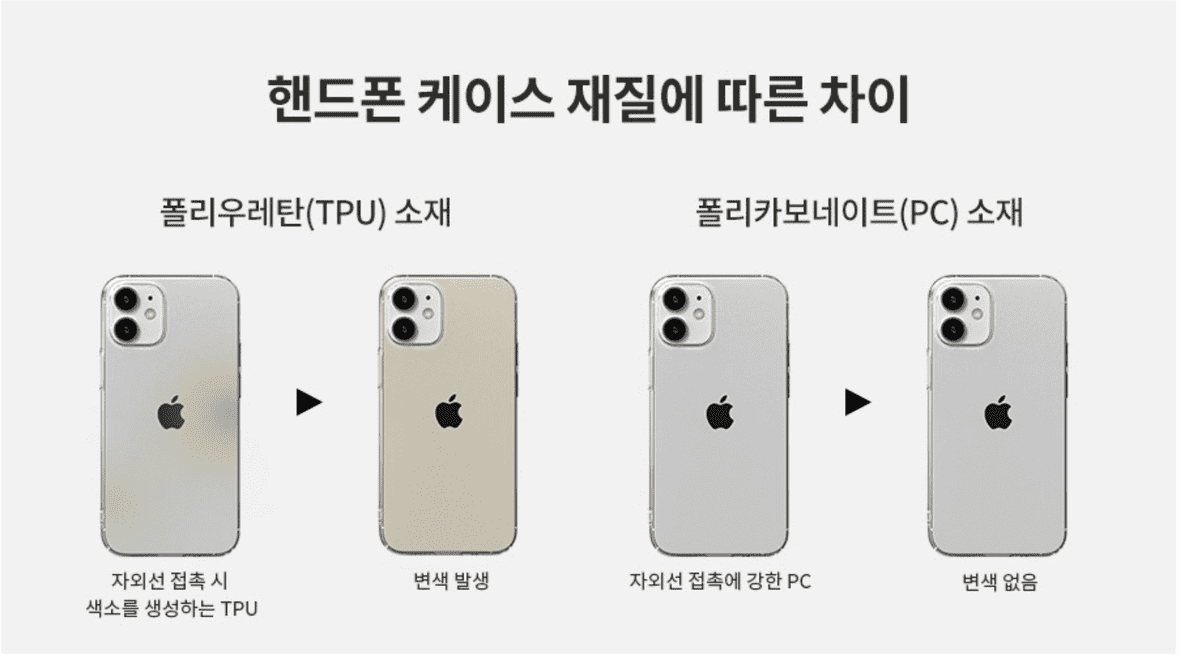 핸드폰 케이스 재질에 따른 차이
폴리우레탄(TPU) 소재
폴리카보네이트(PC) 소재
자외선 접촉 시
색소를 생성하는 TPU
변색 발생
자외선 접촉에 강한 PC
변색 없음